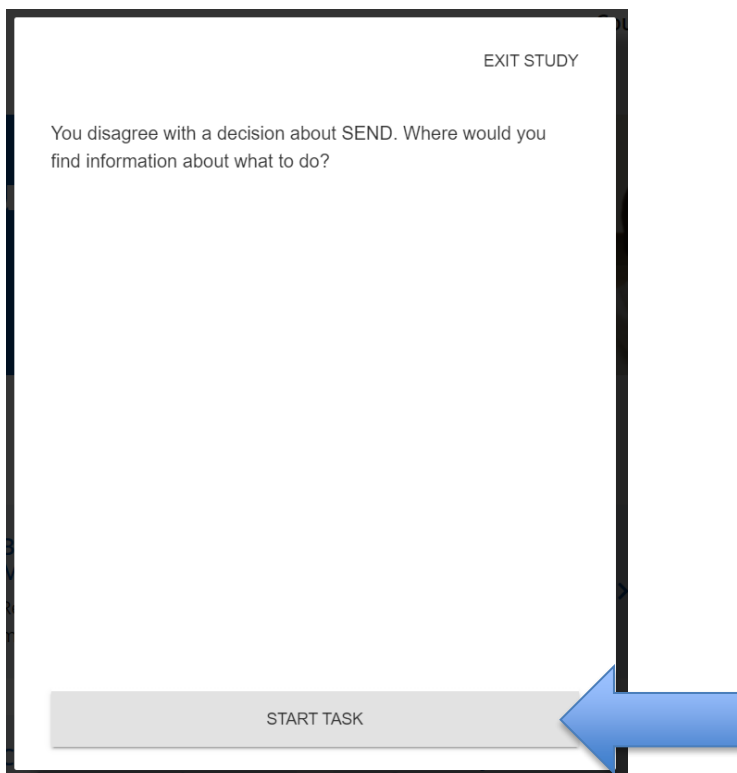 EXIT STUDY
You disagree with a decision about SEND. Where would you
find information about what to do?
START TASK